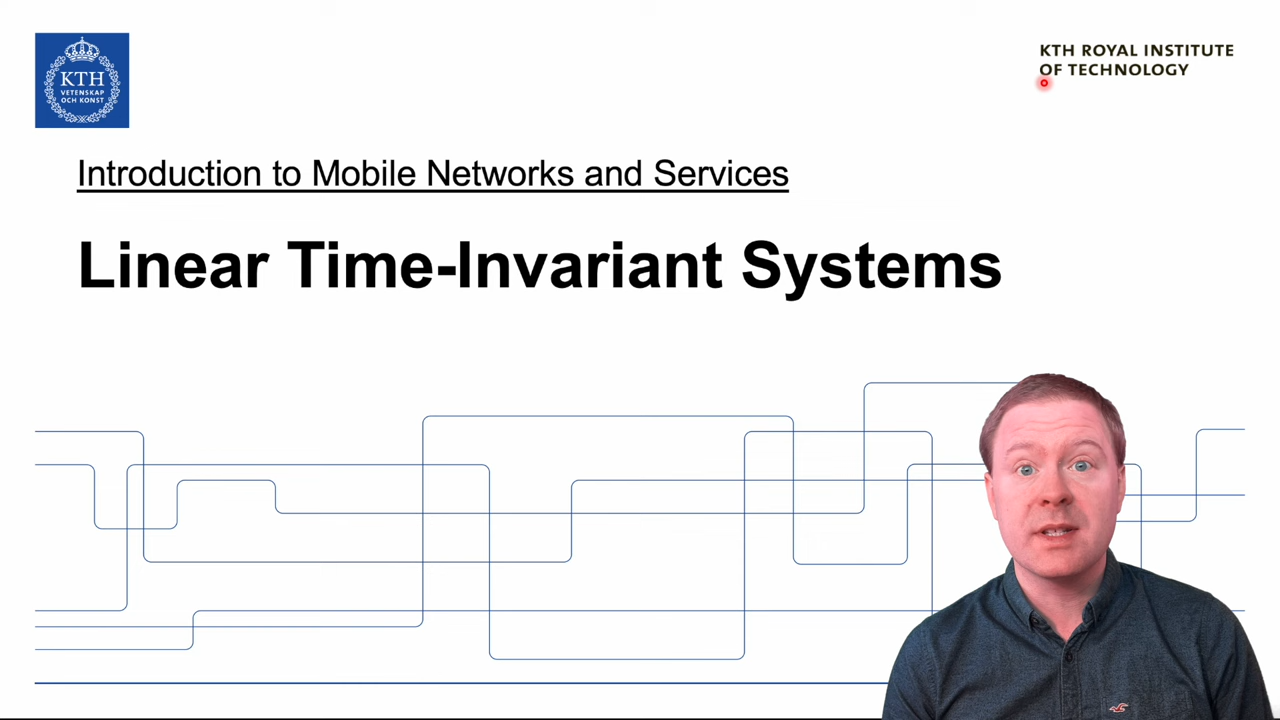 KTH
VETENSKAP
OCH KONST
KTH ROYAL INSTITUTE
OF TECHNOLOGY
Introduction to Mobile Networks and Services
Linear Time-Invariant Systems